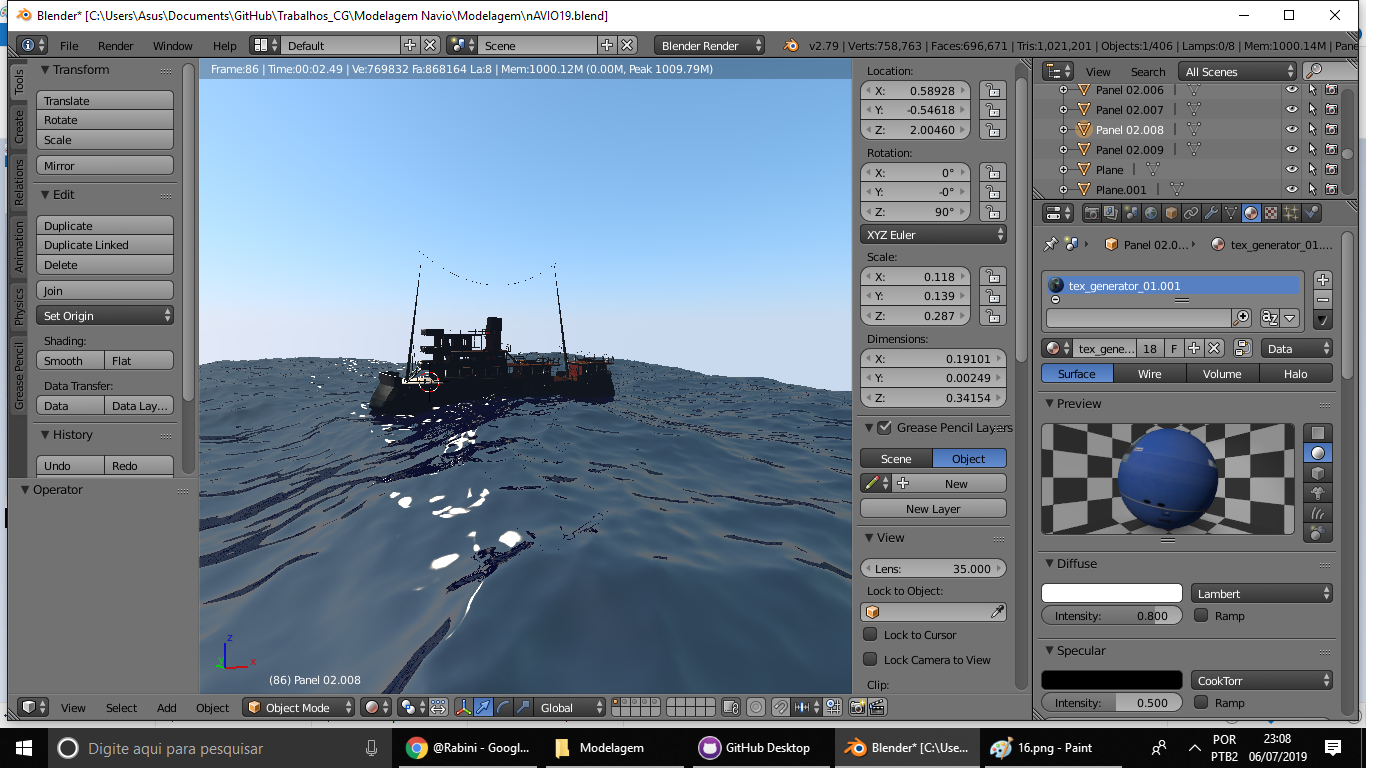 Blender* [C:\Users\Asus\Documents\GitHub\Trabalhos_CG\Modelagem Navio\Modelagem\nAVIO19.blend]
File Render Window Help Default Scene Blender Render v2.79 | Verts:758,763 | Faces:696,671 | Tris:1,021,201 | Objects:1/406 | Lamps:0/8 | Mem:1000.14M | Pane
Tools
Create
Relations
Animation
Physics
Grease Pencil
Transform
Translate
Rotate
Scale
Mirror
Edit
Duplicate
Duplicate Linked
Delete
Join
Set Origin
Shading:
Smooth Flat
Data Transfer:
Data Data Lay...
History
Undo Redo
Operator
Frame:86 | Time:00:02.49 | Ve:769832 Fa:868164 La:8 | Mem:1000.12M (0.00M, Peak 1009.79M)
z
x
Y
(86) Panel 02.008
View Select Add Object Object Mode Global
Location:
X: 0.58928
Y: -0.54618
Z: 2.00460
Rotation:
X: 0°
Y: -0°
Z: 90°
XYZ Euler
Scale:
X: 0.118
Y: 0.139
Z: 0.287
Dimensions:
X: 0.19101
Y: 0.00249
Z: 0.34154
Grease Pencil Layers
Scene Object
New
New Layer
View
Lens: 35.000
Lock to Object:
Lock to Cursor
Lock Camera to View
Clip:
View Search All Scenes
Panel 02.006
Panel 02.007
Panel 02.008
Panel 02.009
Plane
Plane.001
Panel 02.0... tex_generator_01....
tex_generator_01.001
az
tex_gene... 18 F Data
Surface Wire Volume Halo
Preview
Diffuse
Lambert
Intensity: 0.800 Ramp
Specular
CookTorr
Intensity: 0.500 Ramp
Digite aqui para pesquisar
@Rabini - Googl...
Modelagem
GitHub Desktop
Blender* [C:\Use...
16.png - Paint
POR
PTB2
23:08
06/07/2019